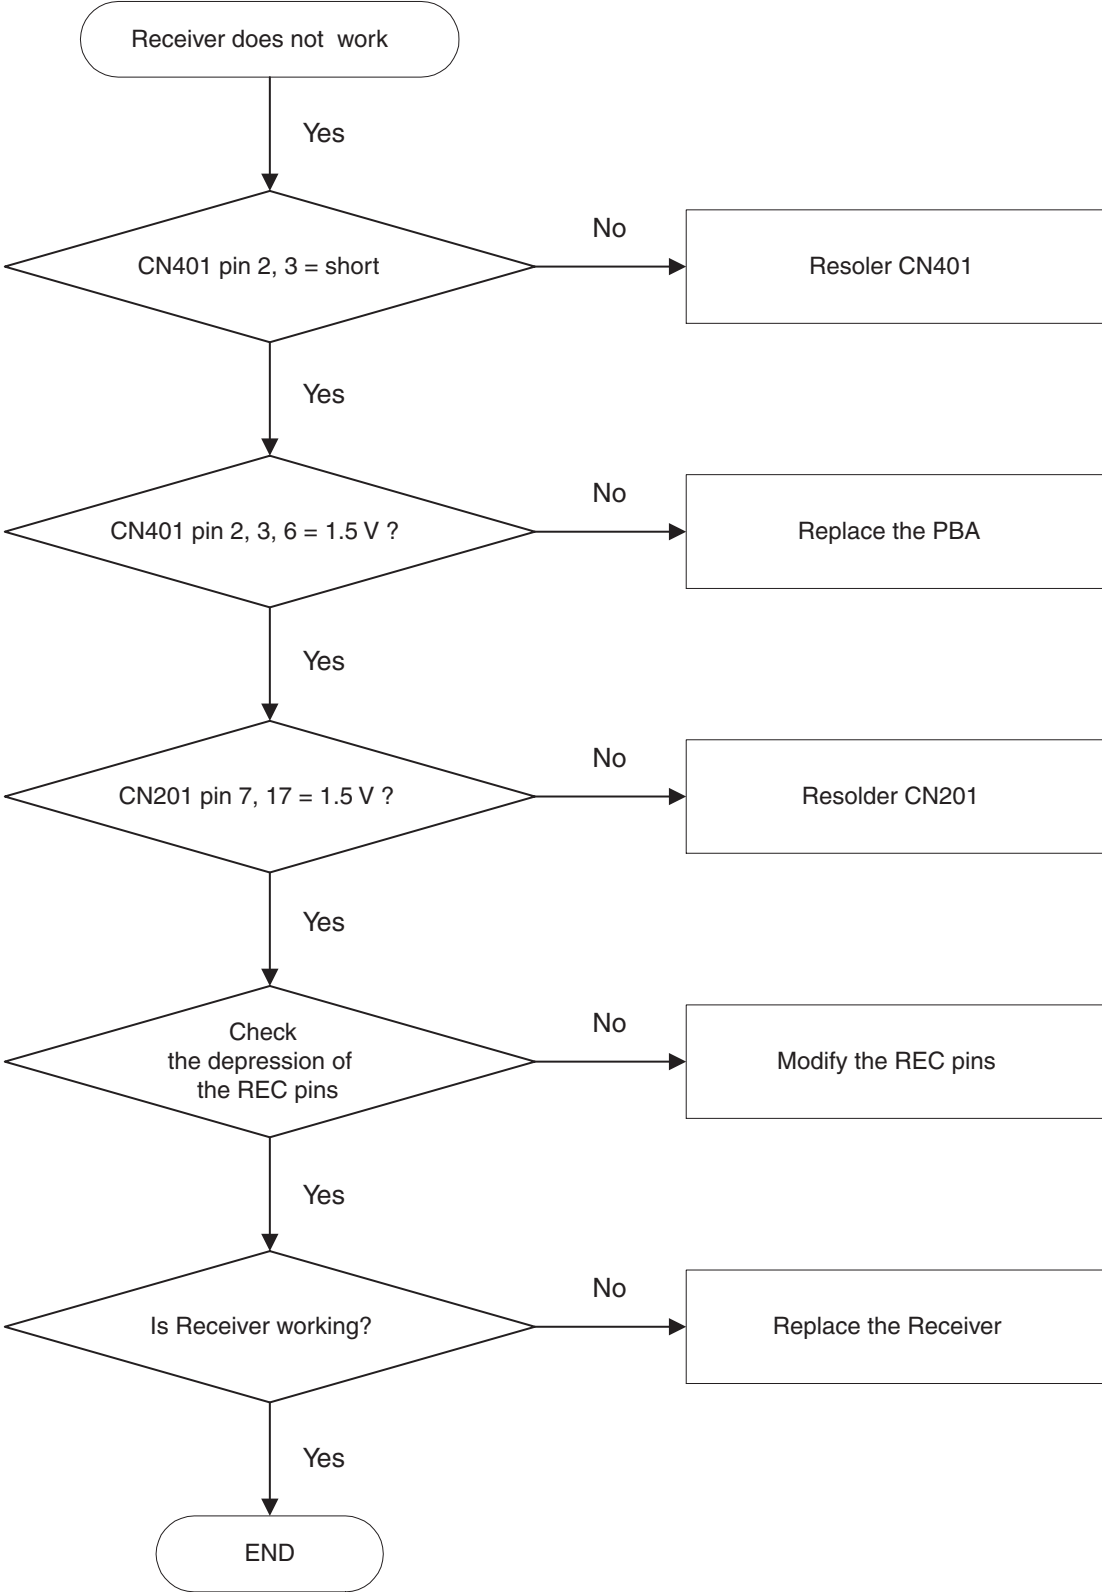 Receiver does not work
Yes
CN401 pin 2, 3 = short
No
Resoler CN401
Yes
CN401 pin 2, 3, 6 = 1.5 V ?
No
Replace the PBA
Yes
CN201 pin 7, 17 = 1.5 V ?
No
Resolder CN201
Yes
Check
the depression of
the REC pins
No
Modify the REC pins
Yes
Is Receiver working?
No
Replace the Receiver
Yes
END